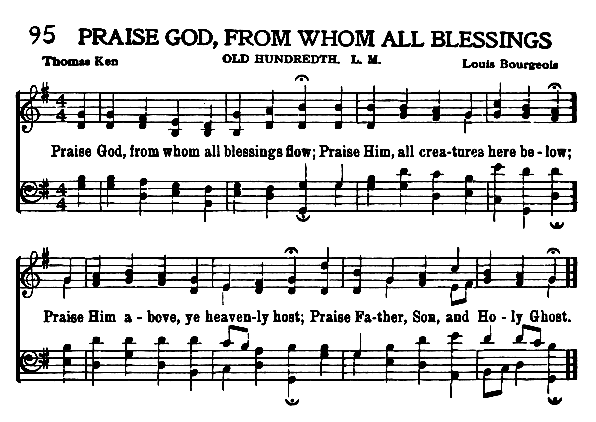 95 PRAISE GOD, FROM WHOM ALL BLESSINGS
Thomas Ken OLD HUNDREDTH. L. M. Louis Bourgeois
4 4
Praise God, from whom all blessings flow; Praise Him, all crea-tures here be-low;
4 4
Praise Him a-bove, ye heaven-ly host; Praise Fa-ther, Son, and Ho-ly Ghost.